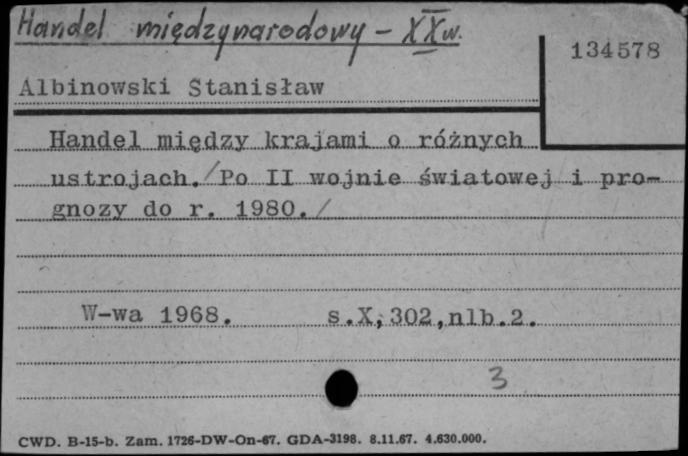 Handel międzynarodowy - XX w.
134578
Albinowski Stanisław
Handel między krajami o różnych
ustrojach./Po II wojnie światowej i pro-
gnozy do r. 1980./
W-wa 1968. s.X,302,nlb.2.
3
CWD. B-15-b. Zam. 1726-DW-On-67. GDA-3198. 8.11.67. 4.630.000.